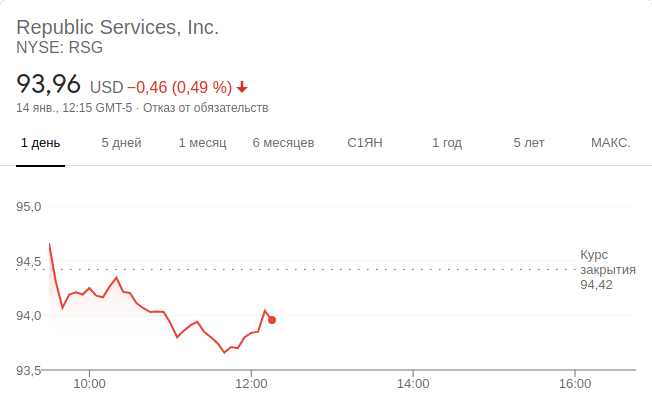 Republic Services, Inc.
NYSE: RSG
93,96 USD −0,46 (0,49 %)
14 янв., 12:15 GMT-5 · Отказ от обязательств
1 день 5 дней 1 месяц 6 месяцев С1ЯН 1 год 5 лет МАКС.
95,0
94,5
94,0
93,5
Курс
закрытия
94,42
10:00 12:00 14:00 16:00